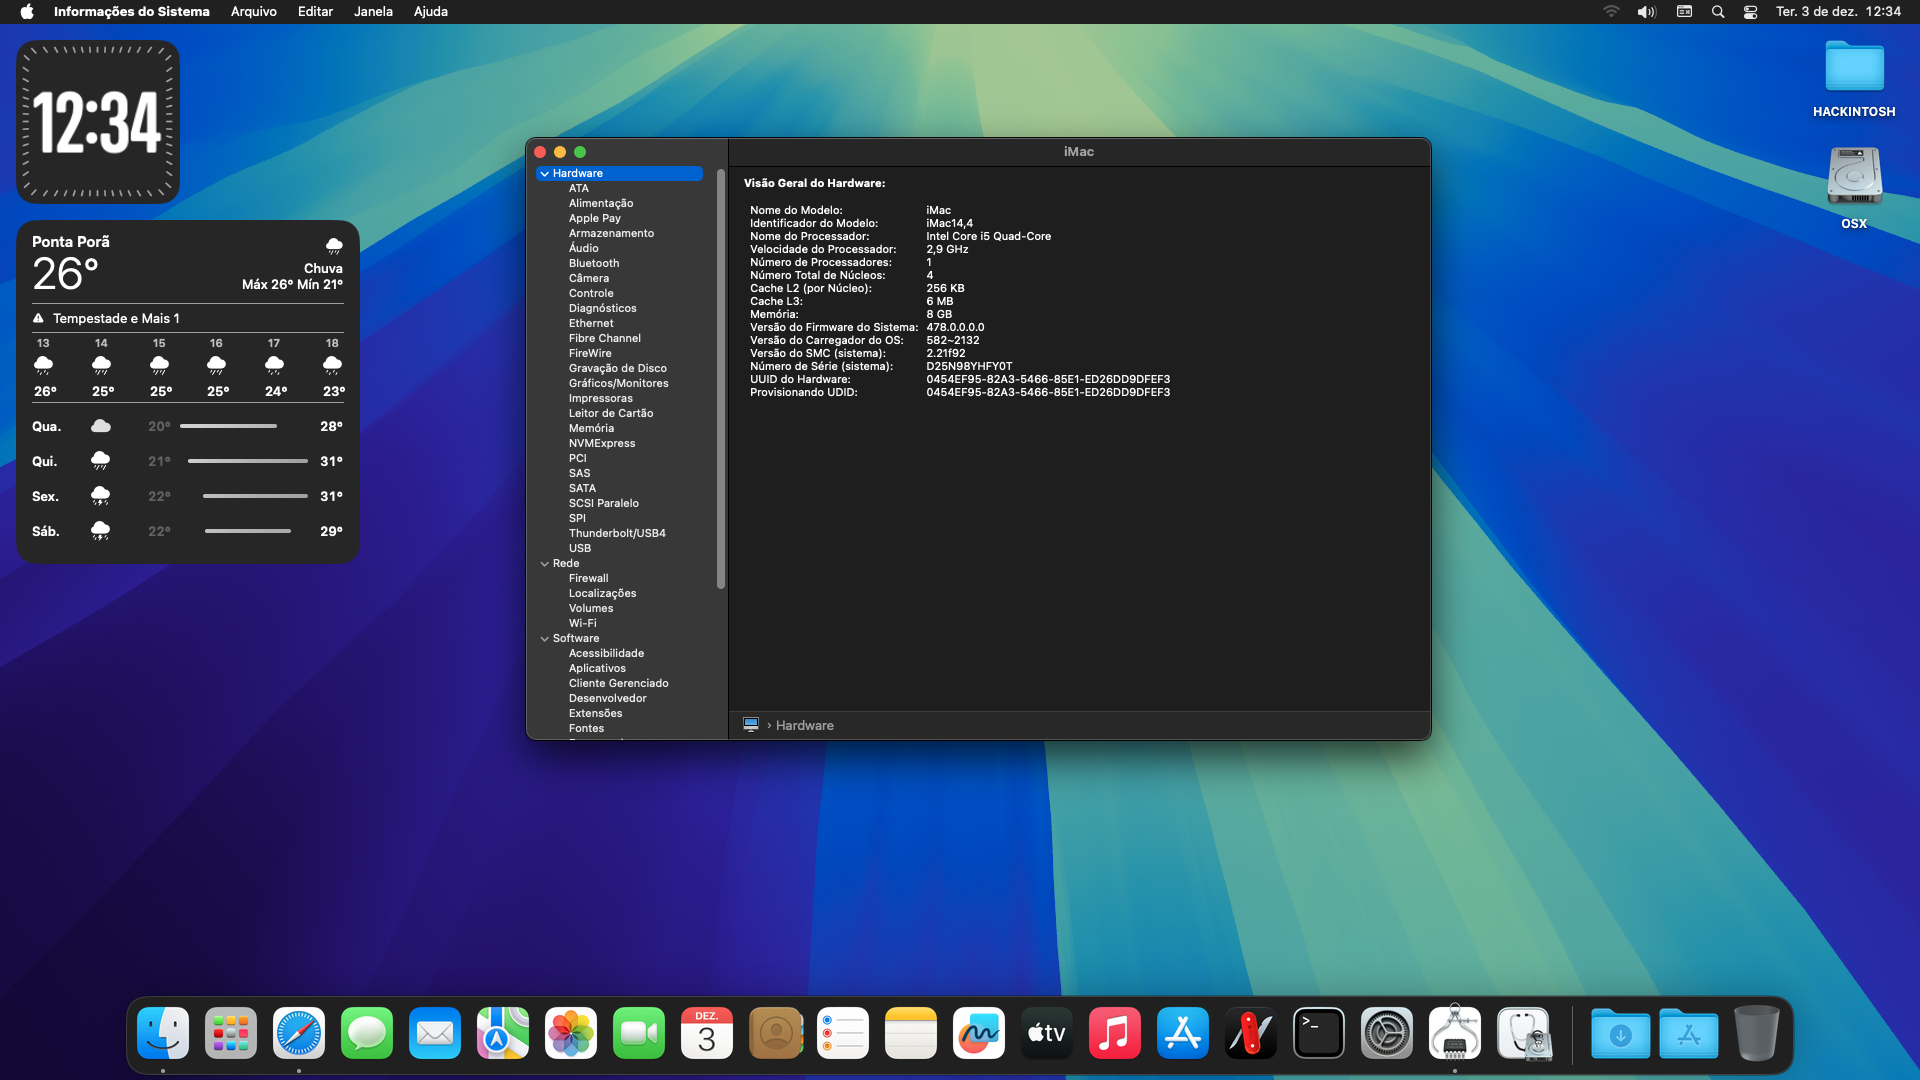 Informações do Sistema Arquivo Editar Janela Ajuda
Ter. 3 de dez. 12:34
12:34
Ponta Porã
26°
Chuva
Máx 26° Mín 21°
Tempestade e Mais 1
13 14 15 16 17 18
26° 25° 25° 25° 24° 23°
Qua. 20° 28°
Qui. 21° 31°
Sex. 22° 31°
Sáb. 22° 29°
HACKINTOSH
OSX
iMac
Hardware
ATA
Alimentação
Apple Pay
Armazenamento
Áudio
Bluetooth
Câmera
Controle
Diagnósticos
Ethernet
Fibre Channel
FireWire
Gravação de Disco
Gráficos/Monitores
Impressoras
Leitor de Cartão
Memória
NVMExpress
PCI
SAS
SATA
SCSI Paralelo
SPI
Thunderbolt/USB4
USB
Rede
Firewall
Localizações
Volumes
Wi-Fi
Software
Acessibilidade
Aplicativos
Cliente Gerenciado
Desenvolvedor
Extensões
Fontes
Visão Geral do Hardware:
Nome do Modelo: iMac
Identificador do Modelo: iMac14,4
Nome do Processador: Intel Core i5 Quad-Core
Velocidade do Processador: 2,9 GHz
Número de Processadores: 1
Número Total de Núcleos: 4
Cache L2 (por Núcleo): 256 KB
Cache L3: 6 MB
Memória: 8 GB
Versão do Firmware do Sistema: 478.0.0.0.0
Versão do Carregador do OS: 582~2132
Versão do SMC (sistema): 2.21f92
Número de Série (sistema): D25N98YHFY0T
UUID do Hardware: 0454EF95-82A3-5466-85E1-ED26DD9DFEF3
Provisionando UDID: 0454EF95-82A3-5466-85E1-ED26DD9DFEF3
› Hardware
DEZ.
3
tv
>_